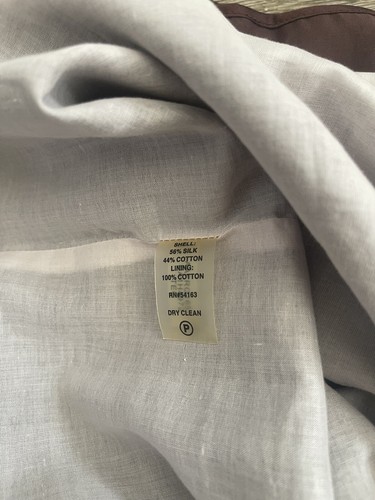 SHELL:
56% SILK
44% COTTON
LINING:
100% COTTON
RN#54163
DRY CLEAN
P